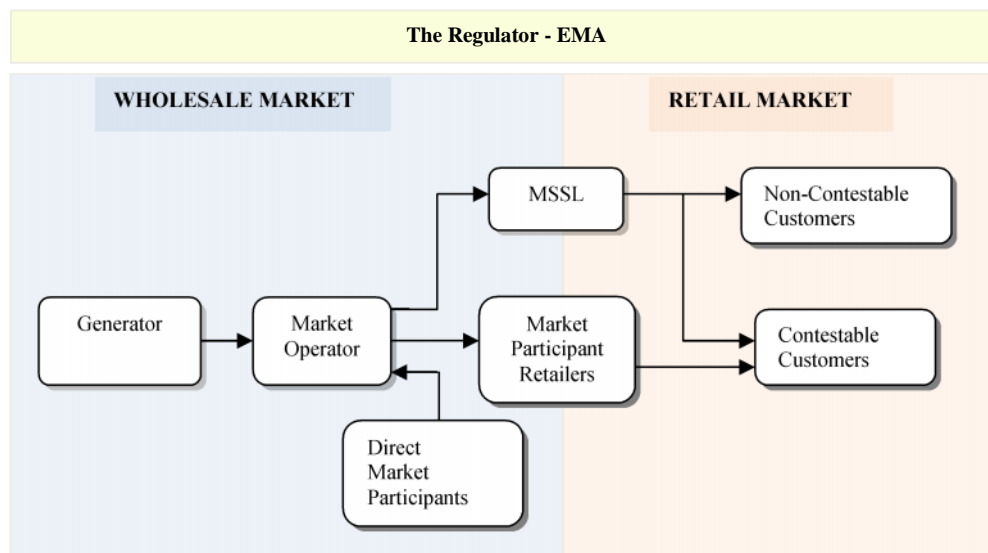 The Regulator - EMA
WHOLESALE MARKET
RETAIL MARKET
MSSL
Non-Contestable
Customers
Generator
Market
Operator
Market
Participant
Retailers
Contestable
Customers
Direct
Market
Participants